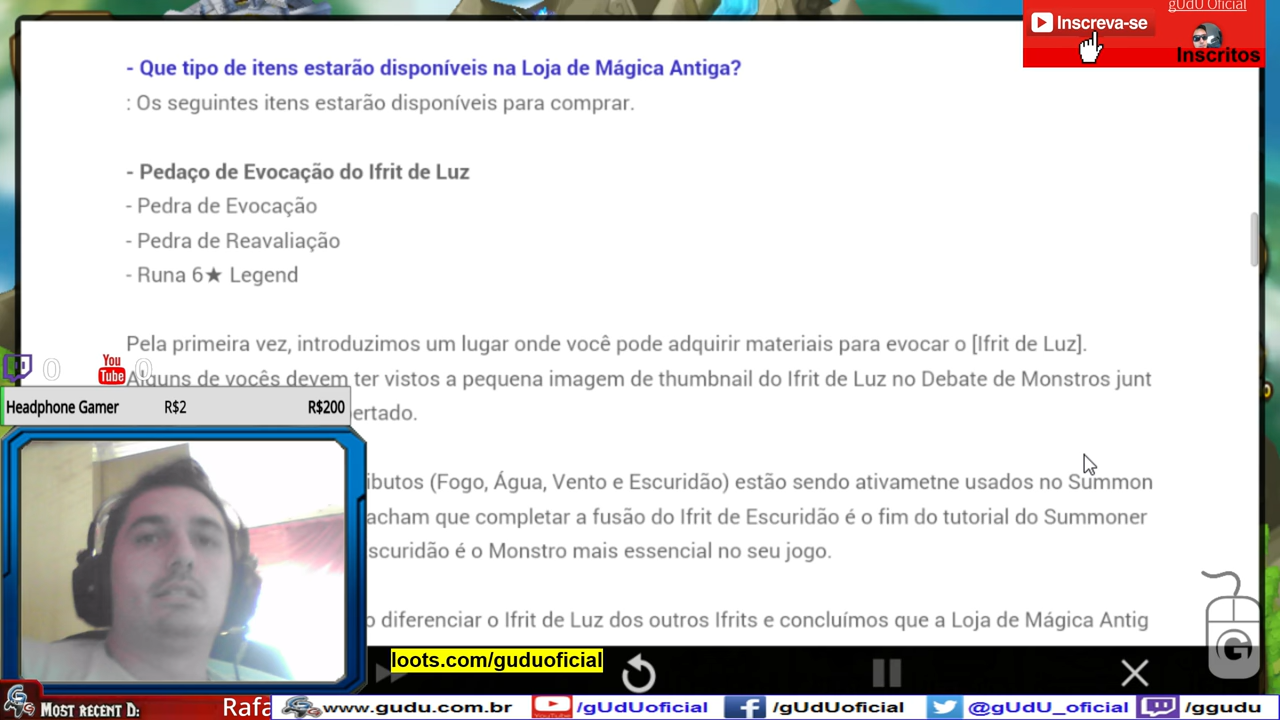 gUdU Oficial
Inscreva-se
Inscritos
- Que tipo de itens estarão disponíveis na Loja de Mágica Antiga?
: Os seguintes itens estarão disponíveis para comprar.
- Pedaço de Evocação do Ifrit de Luz
- Pedra de Evocação
- Pedra de Reavaliação
- Runa 6★ Legend
Pela primeira vez, introduzimos um lugar onde você pode adquirir materiais para evocar o [Ifrit de Luz].
0
You Tube
0
Alguns de vocês devem ter vistos a pequena imagem de thumbnail do Ifrit de Luz no Debate de Monstros junt
Headphone Gamer R$2 R$200
ertado.
ibutos (Fogo, Água, Vento e Escuridão) estão sendo ativametne usados no Summon
acham que completar a fusão do Ifrit de Escuridão é o fim do tutorial do Summoner
scuridão é o Monstro mais essencial no seu jogo.
o diferenciar o Ifrit de Luz dos outros Ifrits e concluímos que a Loja de Mágica Antig
G
loots.com/guduoficial
Most recent D: Rafa
www.gudu.com.br /gUdUoficial /gUdUoficial @gUdU_oficial /ggudu